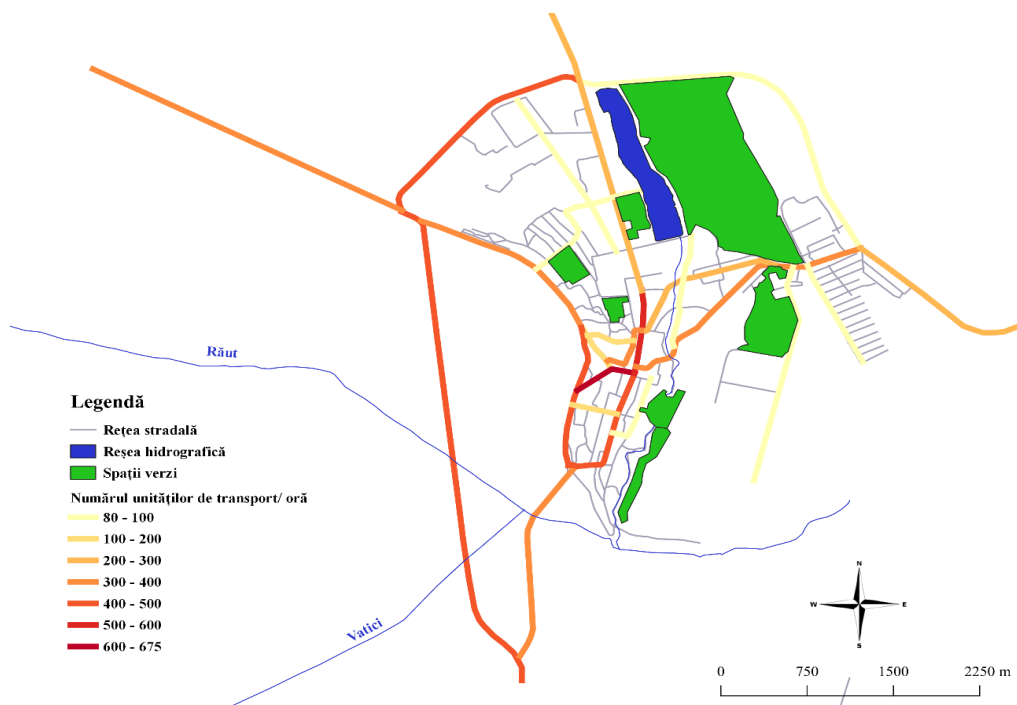 Răut
Legendă
Rețea stradală
Reșea hidrografică
Spații verzi
Numărul unităților de transport/ oră
80 - 100
100 - 200
200 - 300
300 - 400
400 - 500
500 - 600
600 - 675
Vatici
N
W
E
S
0 750 1500 2250 m